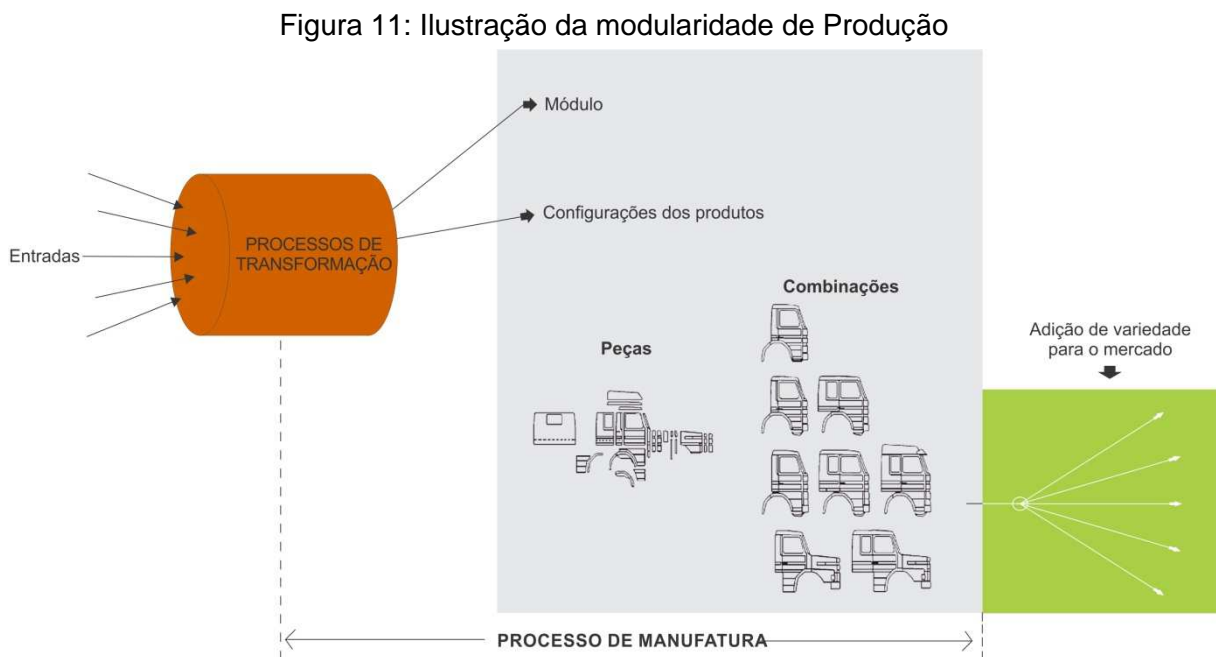 Figura 11: Ilustração da modularidade de Produção
Módulo
Configurações dos produtos
Entradas
PROCESSOS DE
TRANSFORMAÇÃO
Combinações
Peças
Adição de variedade
para o mercado
PROCESSO DE MANUFATURA